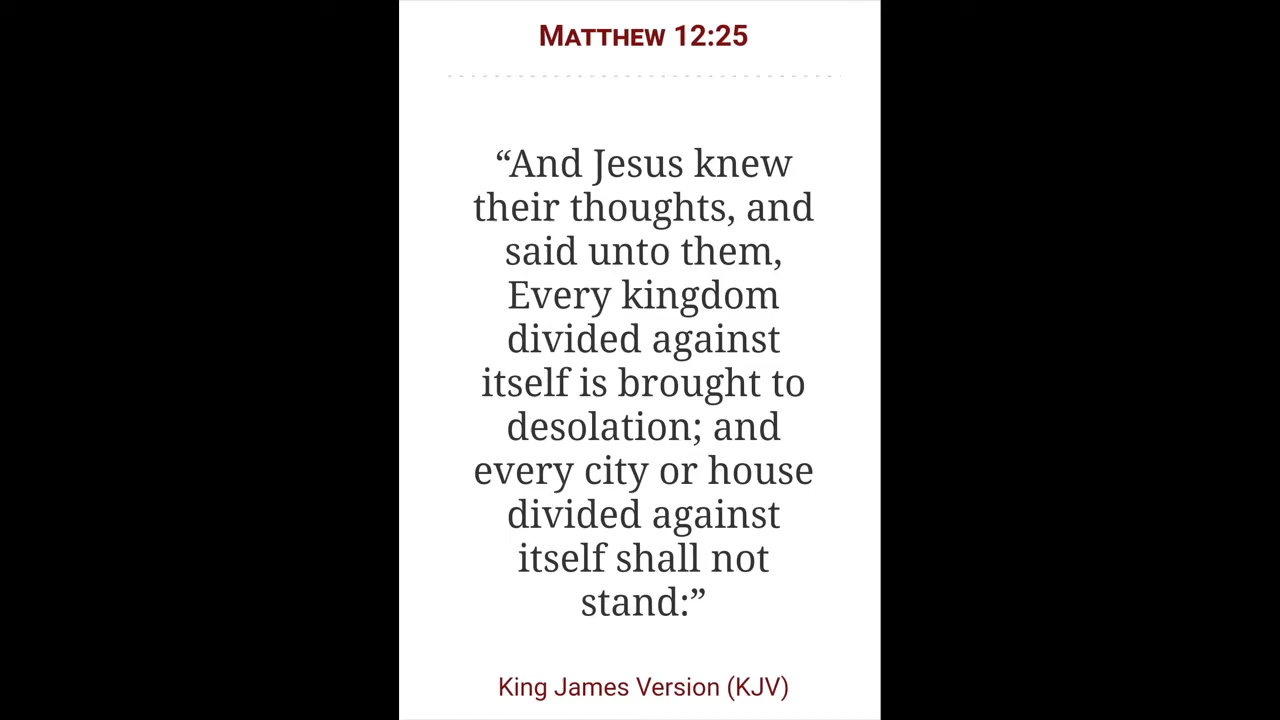 Matthew 12:25
“And Jesus knew
their thoughts, and
said unto them,
Every kingdom
divided against
itself is brought to
desolation; and
every city or house
divided against
itself shall not
stand:”
King James Version (KJV)